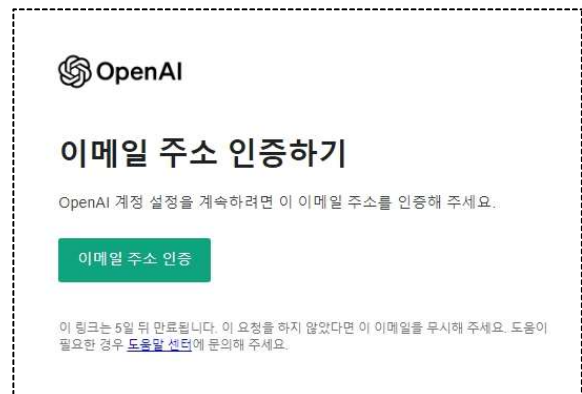 OpenAI
이메일 주소 인증하기
OpenAI 계정 설정을 계속하려면 이 이메일 주소를 인증해 주세요.
이메일 주소 인증
이 링크는 5일 뒤 만료됩니다. 이 요청을 하지 않았다면 이 이메일을 무시해 주세요. 도움이
필요한 경우 도움말 센터에 문의해 주세요.